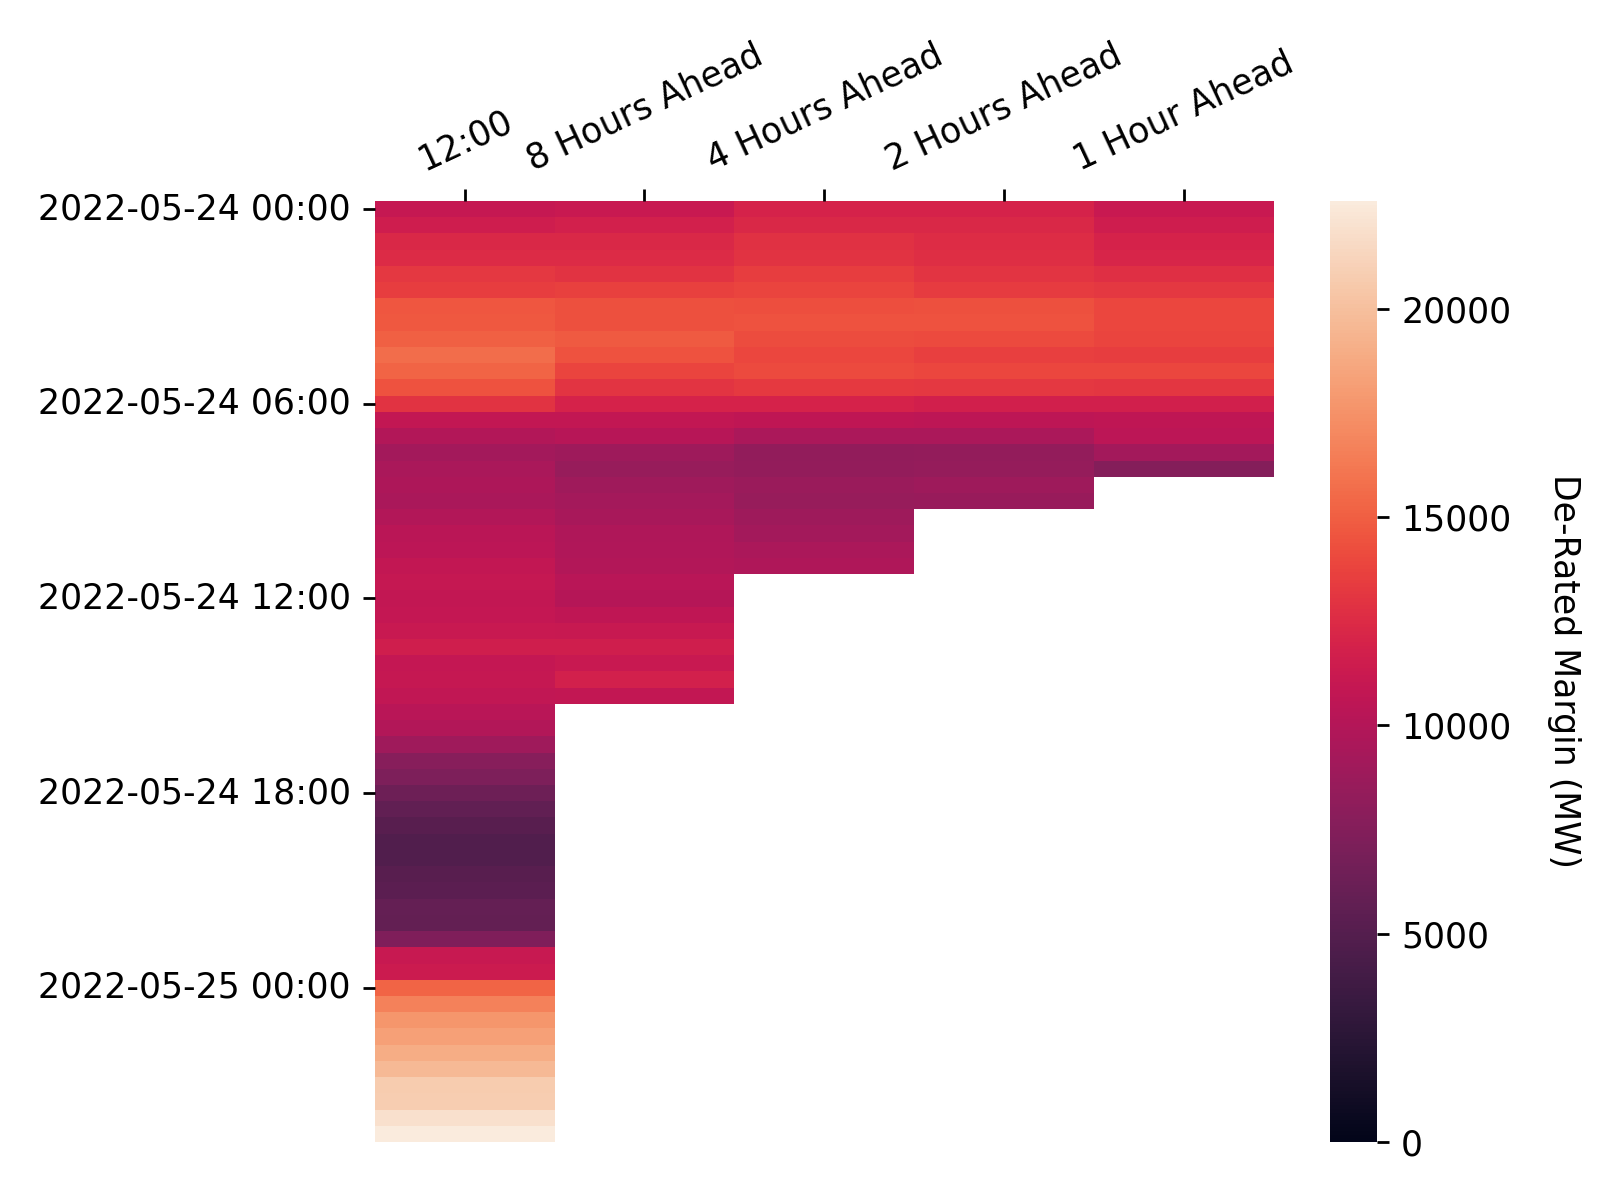 12:00
8 Hours Ahead
4 Hours Ahead
2 Hours Ahead
1 Hour Ahead
2022-05-24 00:00
2022-05-24 06:00
2022-05-24 12:00
2022-05-24 18:00
2022-05-25 00:00
20000
15000
10000
5000
0
De-Rated Margin (MW)